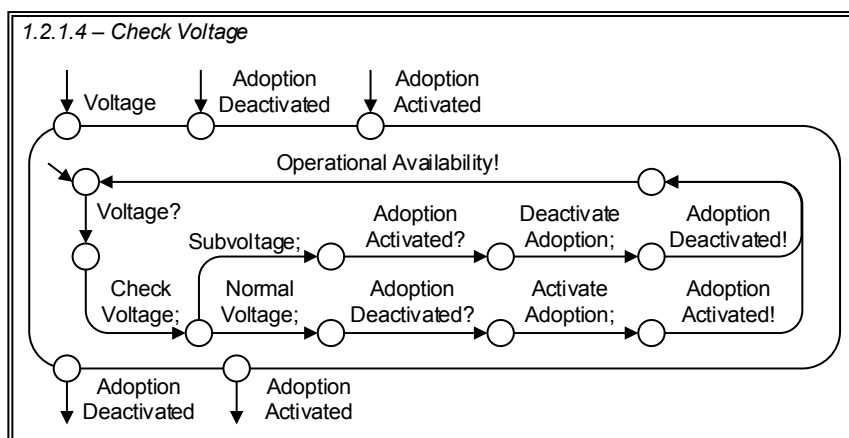 1.2.1.4 – Check Voltage
Voltage
Adoption
Deactivated
Adoption
Activated
Operational Availability!
Voltage?
Subvoltage;
Adoption
Activated?
Deactivate
Adoption;
Adoption
Deactivated!
Check
Voltage;
Normal
Voltage;
Adoption
Deactivated?
Activate
Adoption;
Adoption
Activated!
Adoption
Deactivated
Adoption
Activated